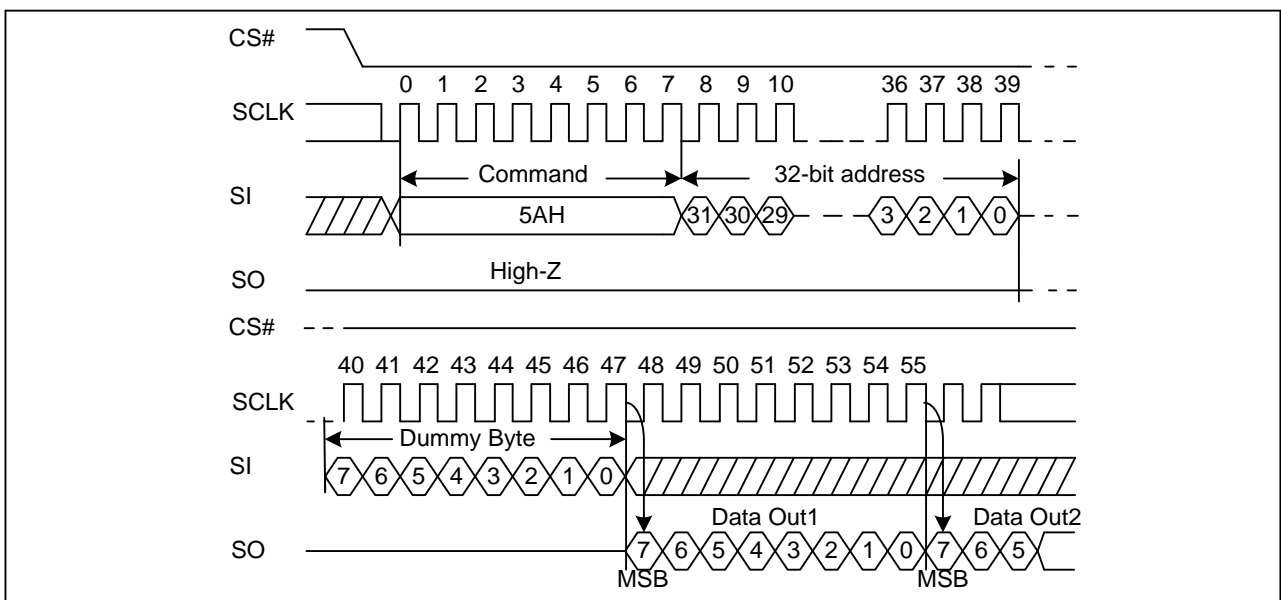 CS#
0 1 2 3 4 5 6 7 8 9 10 36 37 38 39
SCLK
Command 32-bit address
SI
5AH 31 30 29 3 2 1 0
High-Z
SO
CS#
40 41 42 43 44 45 46 47 48 49 50 51 52 53 54 55
SCLK
Dummy Byte
SI
7 6 5 4 3 2 1 0
Data Out1 Data Out2
SO
7 6 5 4 3 2 1 0 7 6 5
MSB MSB